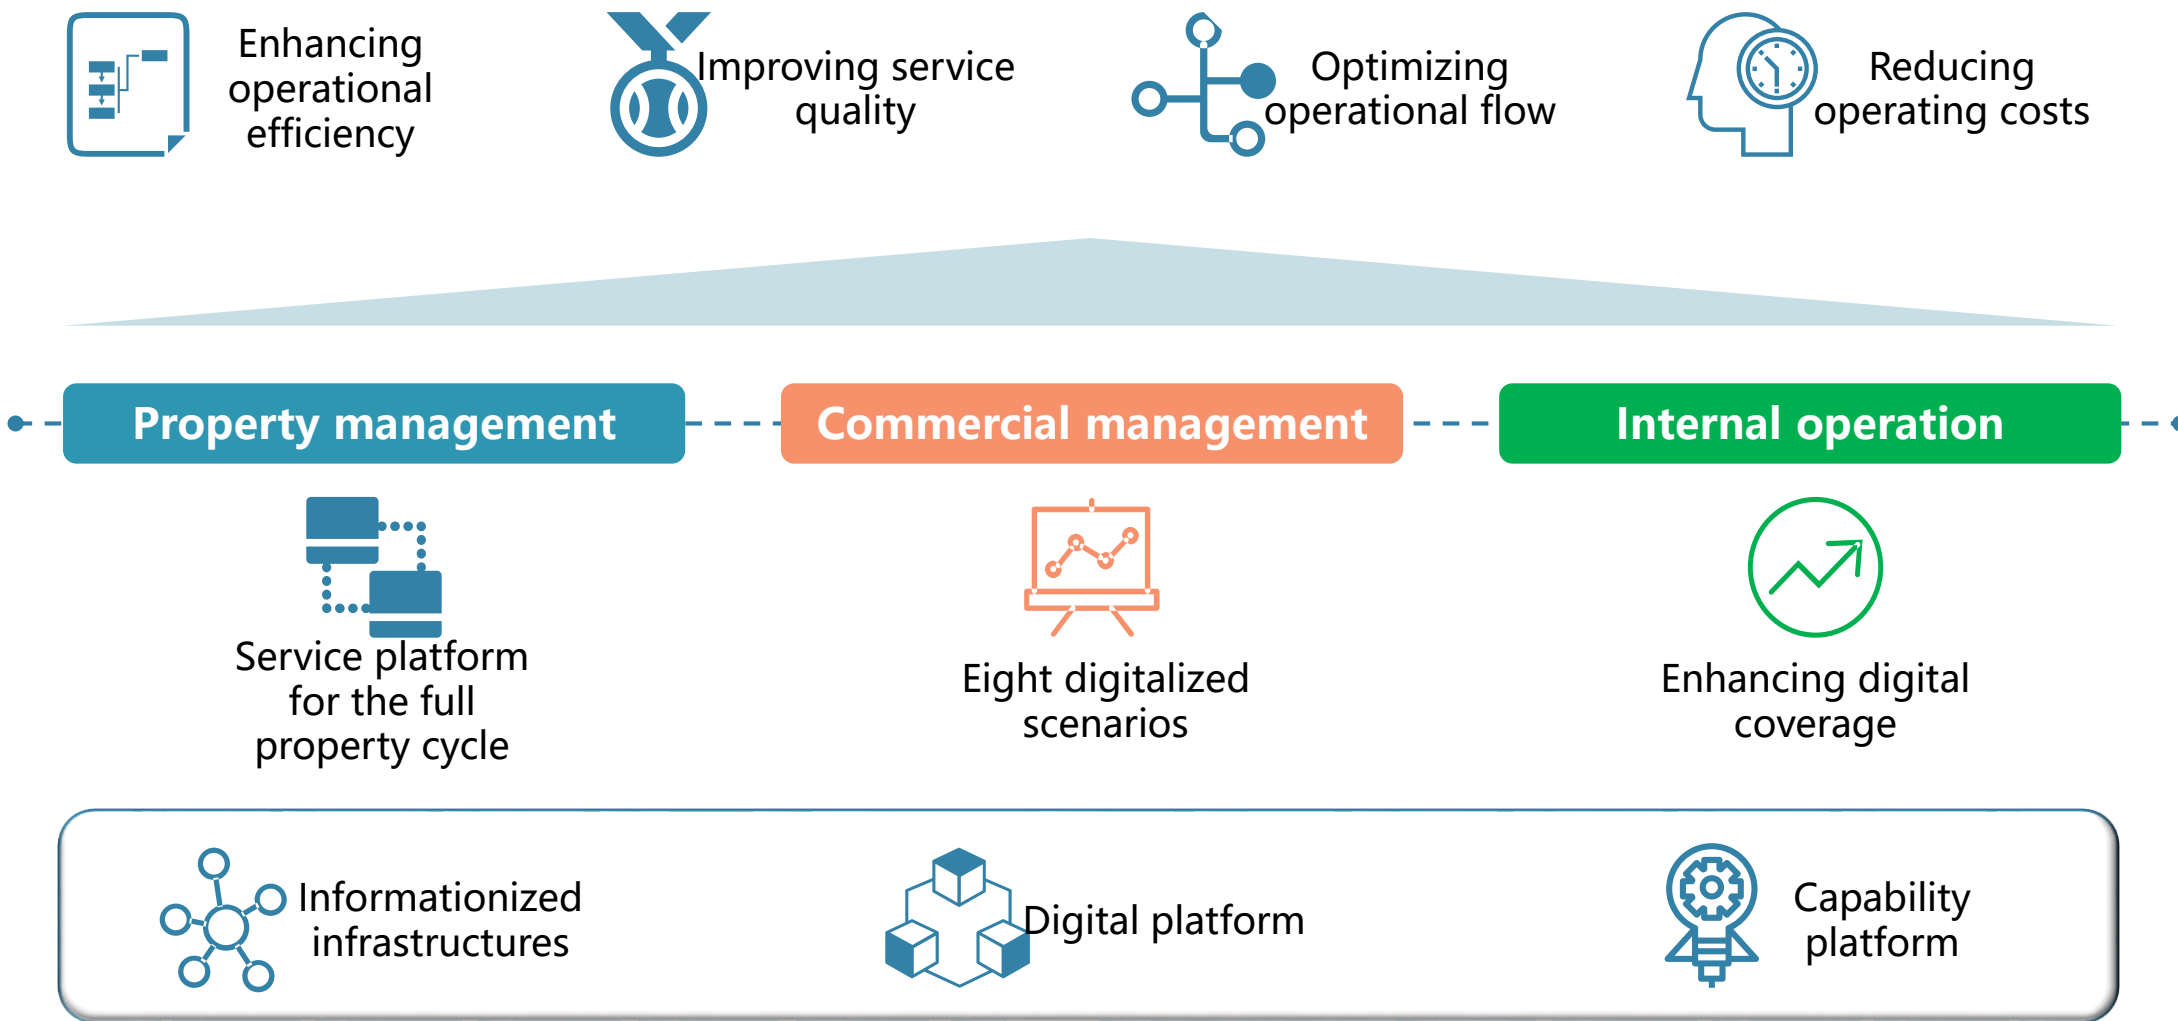 Enhancing
operational
efficiency
Improving service
quality
Optimizing
operational flow
Reducing
operating costs
Property management
Commercial management
Internal operation
Service platform
for the full
property cycle
Eight digitalized
scenarios
Enhancing digital
coverage
Informationized
infrastructures
Digital platform
Capability
platform